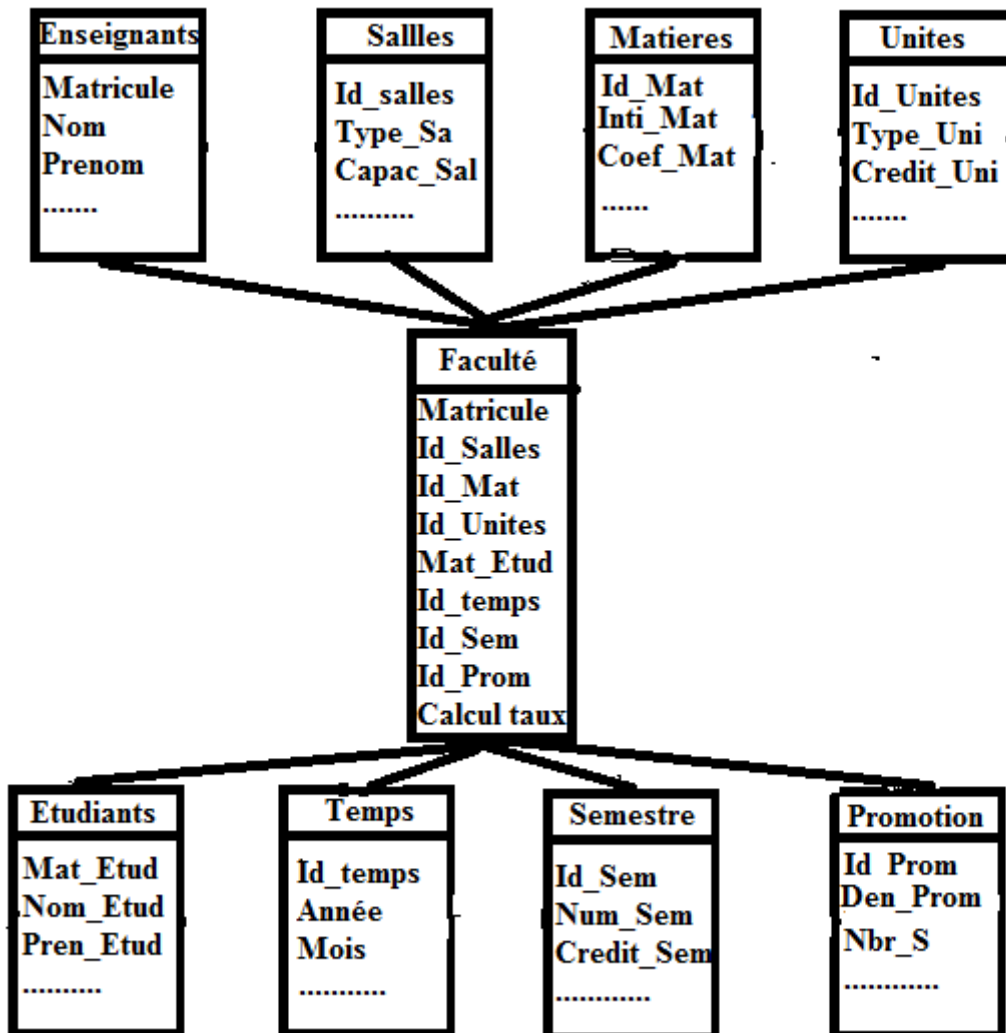 Enseignants
Matricule
Nom
Prenom
.......
Sallles
Id_salles
Type_Sa
Capac_Sal
..........
Matieres
Id_Mat
Inti_Mat
Coef_Mat
......
Unites
Id_Unites
Type_Uni
Credit_Uni
.......
Faculté
Matricule
Id_Salles
Id_Mat
Id_Unites
Mat_Etud
Id_temps
Id_Sem
Id_Prom
Calcul taux
Etudiants
Mat_Etud
Nom_Etud
Pren_Etud
..........
Temps
Id_temps
Année
Mois
...........
Semestre
Id_Sem
Num_Sem
Credit_Sem
............
Promotion
Id_Prom
Den_Prom
Nbr_S
............